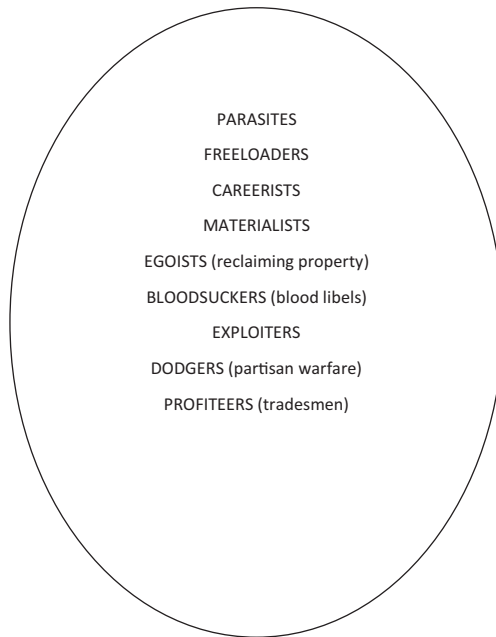 PARASITES
FREELOADERS
CAREERISTS
MATERIALISTS
EGOISTS (reclaiming property)
BLOODSUCKERS (blood libels)
EXPLOITERS
DODGERS (partisan warfare)
PROFITEERS (tradesmen)